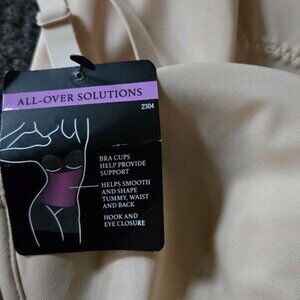 ALL-OVER SOLUTIONS
2304
BRA CUPS
HELP PROVIDE
SUPPORT
HELPS SMOOTH
AND SHAPE
TUMMY, WAIST
AND BACK
HOOK AND
EYE CLOSURE